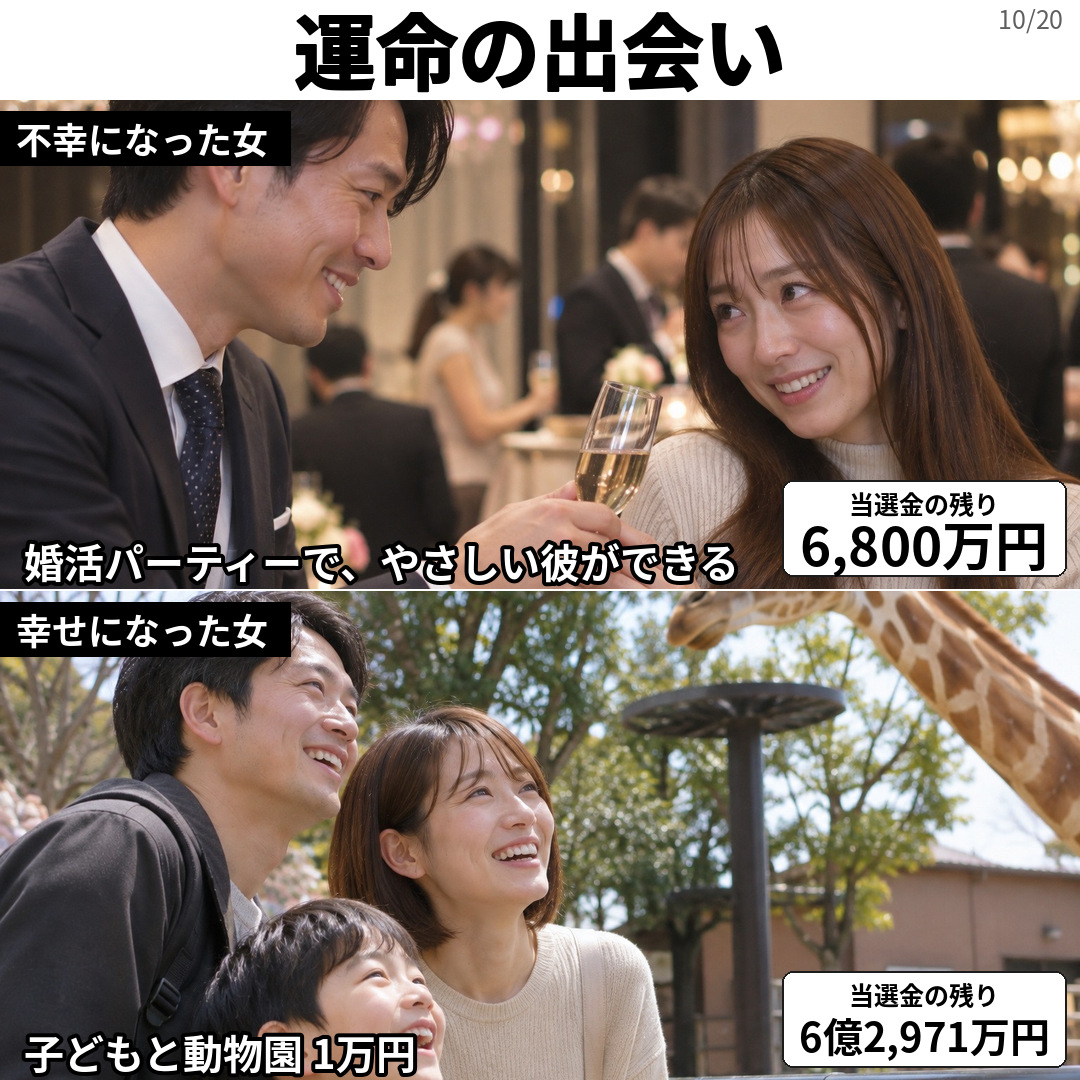 運命の出会い
10/20
不幸になった女
当選金の残り
6,800万円
婚活パーティーで、やさしい彼ができる
幸せになった女
当選金の残り
6億2,971万円
子どもと動物園 1万円